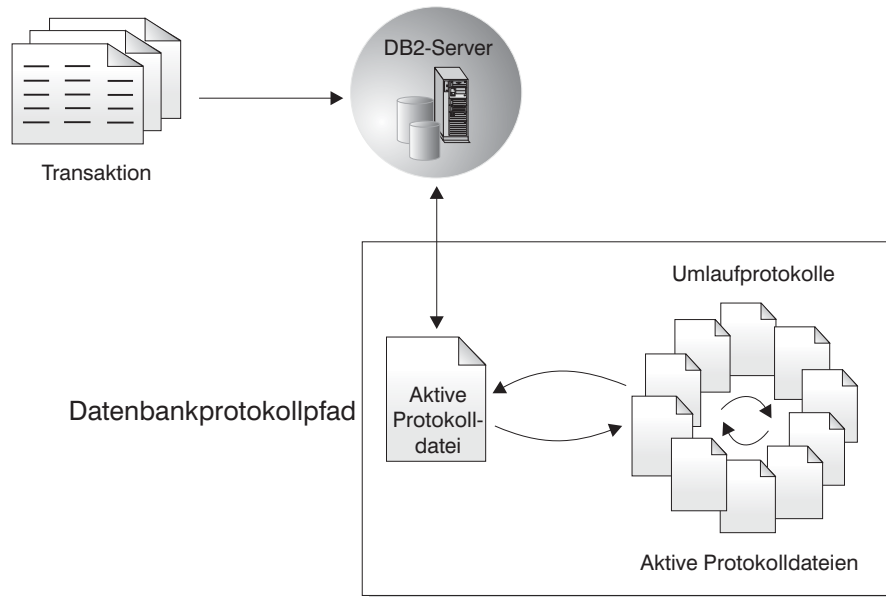 DB2-Server
Transaktion
Umlaufprotokolle
Datenbankprotokollpfad
Aktive
Protokoll-
datei
Aktive Protokolldateien